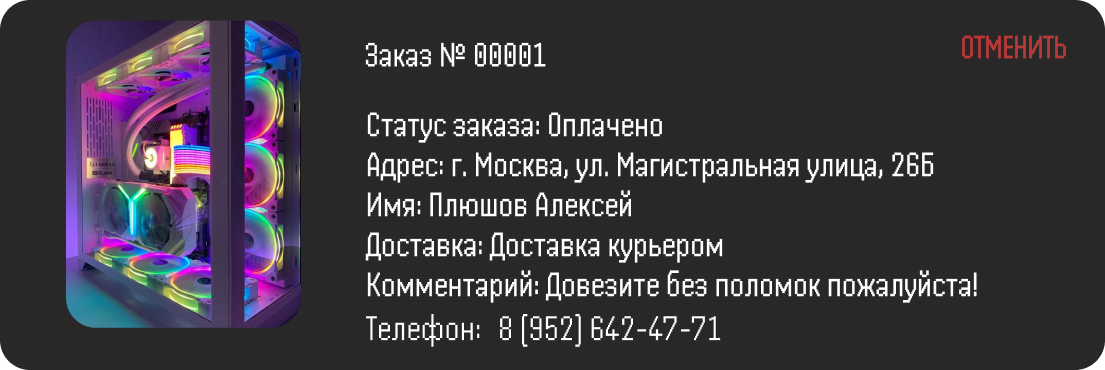 Заказ № 00001
ОТМЕНИТЬ
Статус заказа: Оплачено
Адрес: г. Москва, ул. Магистральная улица, 26Б
Имя: Плюшов Алексей
Доставка: Доставка курьером
Комментарий: Довезите без поломок пожалуйста!
Телефон: 8 (952) 642-47-71